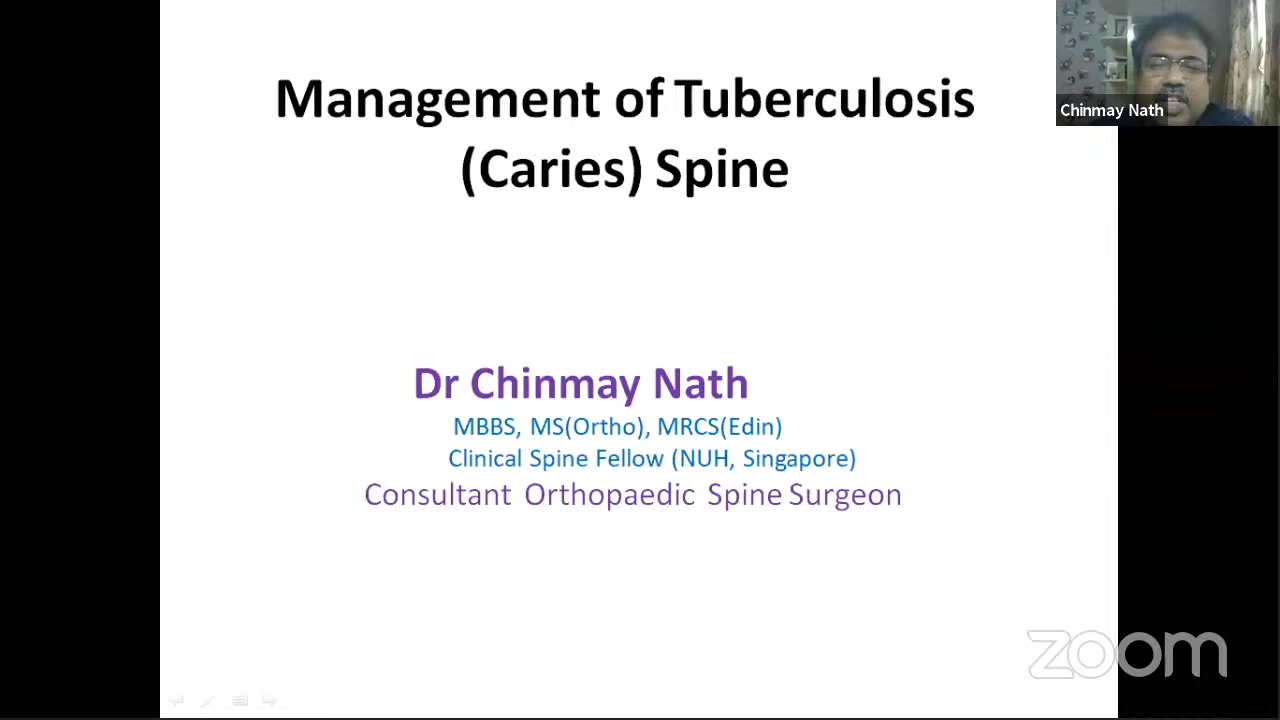 Management of Tuberculosis
(Caries) Spine
Chinmay Nath
Dr Chinmay Nath
MBBS, MS(Ortho), MRCS(Edin)
Clinical Spine Fellow (NUH, Singapore)
Consultant Orthopaedic Spine Surgeon
zoom